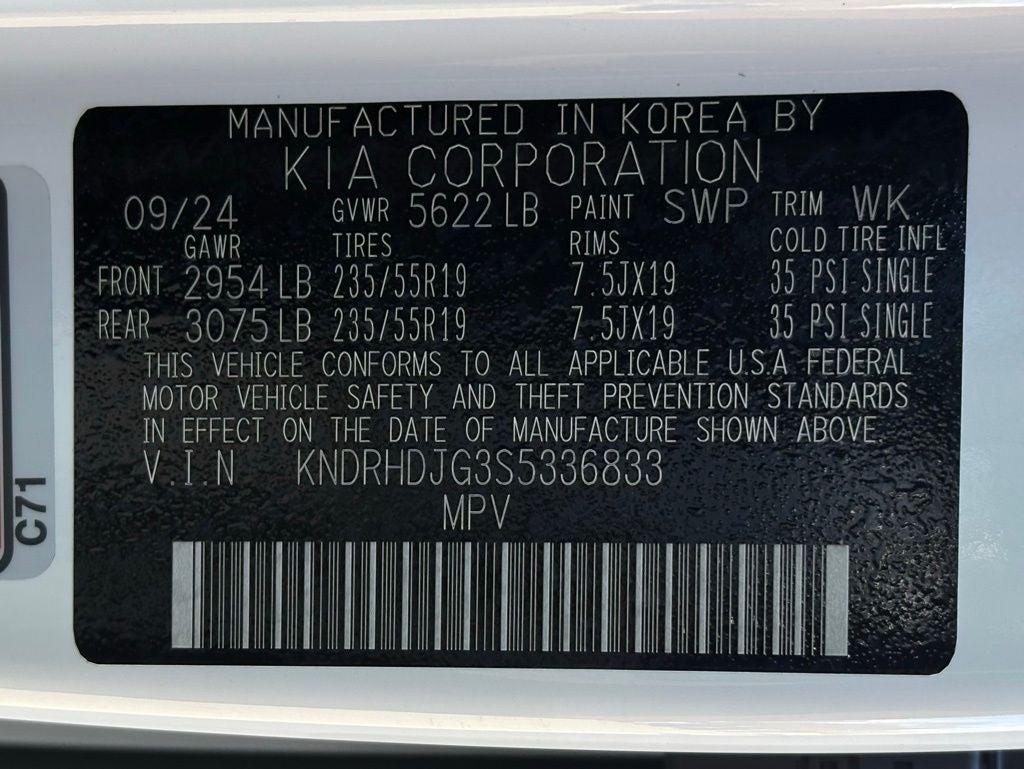 MANUFACTURED IN KOREA BY
KIA CORPORATION
09/24 GVWR 5622 LB PAINT SWP TRIM WK
GAWR TIRES RIMS COLD TIRE INFL
FRONT 2954 LB 235/55R19 7.5JX19 35 PSI SINGLE
REAR 3075 LB 235/55R19 7.5JX19 35 PSI SINGLE
THIS VEHICLE CONFORMS TO ALL APPLICABLE U.S.A FEDERAL
MOTOR VEHICLE SAFETY AND THEFT PREVENTION STANDARDS
IN EFFECT ON THE DATE OF MANUFACTURE SHOWN ABOVE.
V.I.N KNDRHDJG3S5336833
MPV
C71